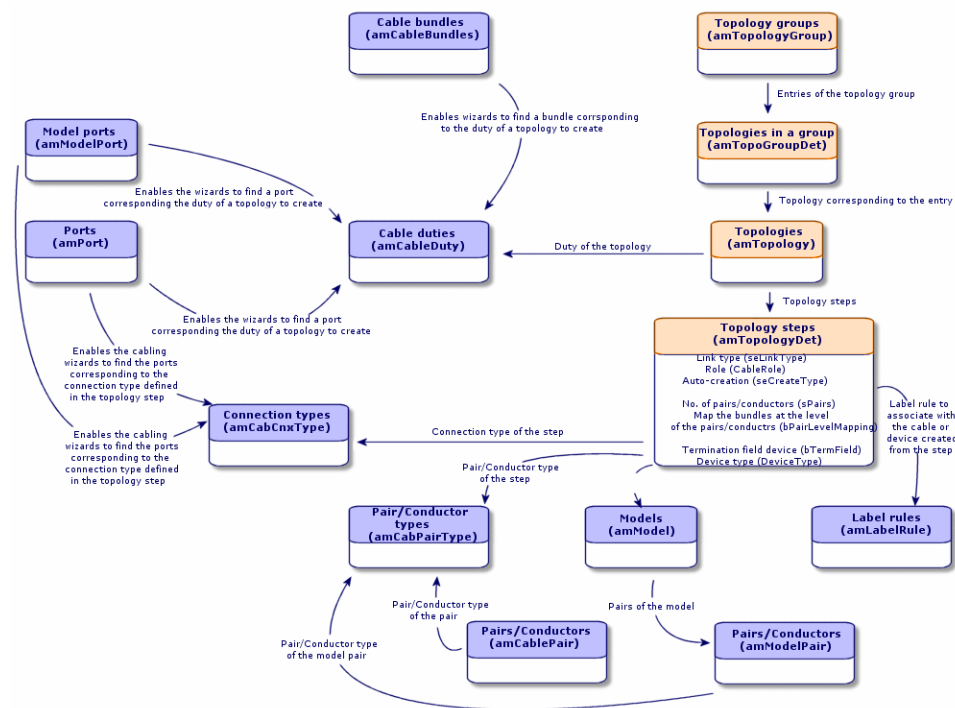 Cable bundles
(amCableBundles)
Topology groups
(amTopologyGroup)
Entries of the topology group
Enables wizards to find a bundle corrsponding
to the duty of a topology to create
Model ports
(amModelPort)
Topologies in a group
(amTopoGroupDet)
Enables the wizards to find a port
corresponding the duty of a topology to create
Topology corresponding to the entry
Ports
(amPort)
Cable duties
(amCableDuty)
Duty of the topology
Topologies
(amTopology)
Topology steps
Enables the wizards to find a port
corresponding the duty of a topology to create
Topology steps
(amTopologyDet)
Link type (seLinkType)
Role (CableRole)
Auto-creation (seCreateType)
No. of pairs/conductors (sPairs)
Map the bundles at the level
of the pairs/conductrs (bPairLevelMapping)
Termination field device (bTermField)
Device type (DeviceType)
Enables the cabling
wizards to find the ports
corresponding to the
connection type defined
in the topology step
Connection types
(amCabCnxType)
Label rule to
associate with
the cable or
device created
from the step
Enables the cabling
wizards to find the ports
corresponding to the
connection type defined
in the topology step
Connection type of the step
Pair/Conductor type
of the step
Pair/Conductor
types
(amCabPairType)
Models
(amModel)
Label rules
(amLabelRule)
Pair/Conductor type
of the pair
Pairs of the model
Pair/Conductor type
of the model pair
Pairs/Conductors
(amCablePair)
Pairs/Conductors
(amModelPair)